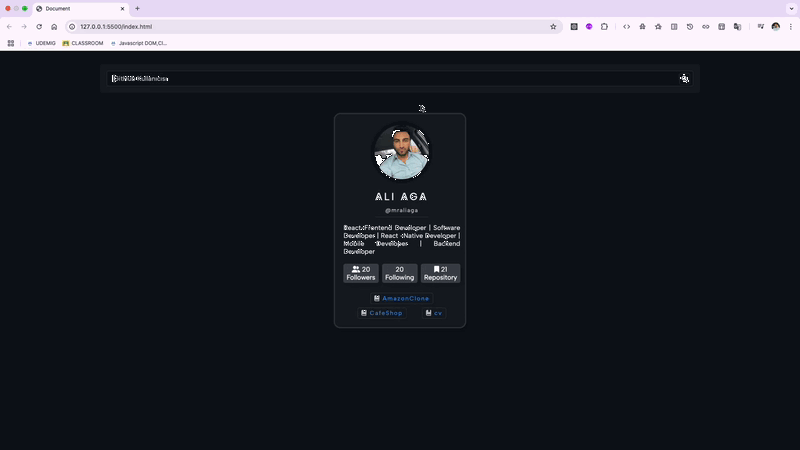 Document
127.0.0.1:5500/index.html
UDEMIG
CLASSROOM
Javascript DOM,Cl...
ALI AGA
@mraliaga
React Frontend Developer | Software
Developer | React Native Developer |
Mobile Developer | Backend
Developer
20 20 21
Followers Following Repository
AmazonClone
CafeShop cv